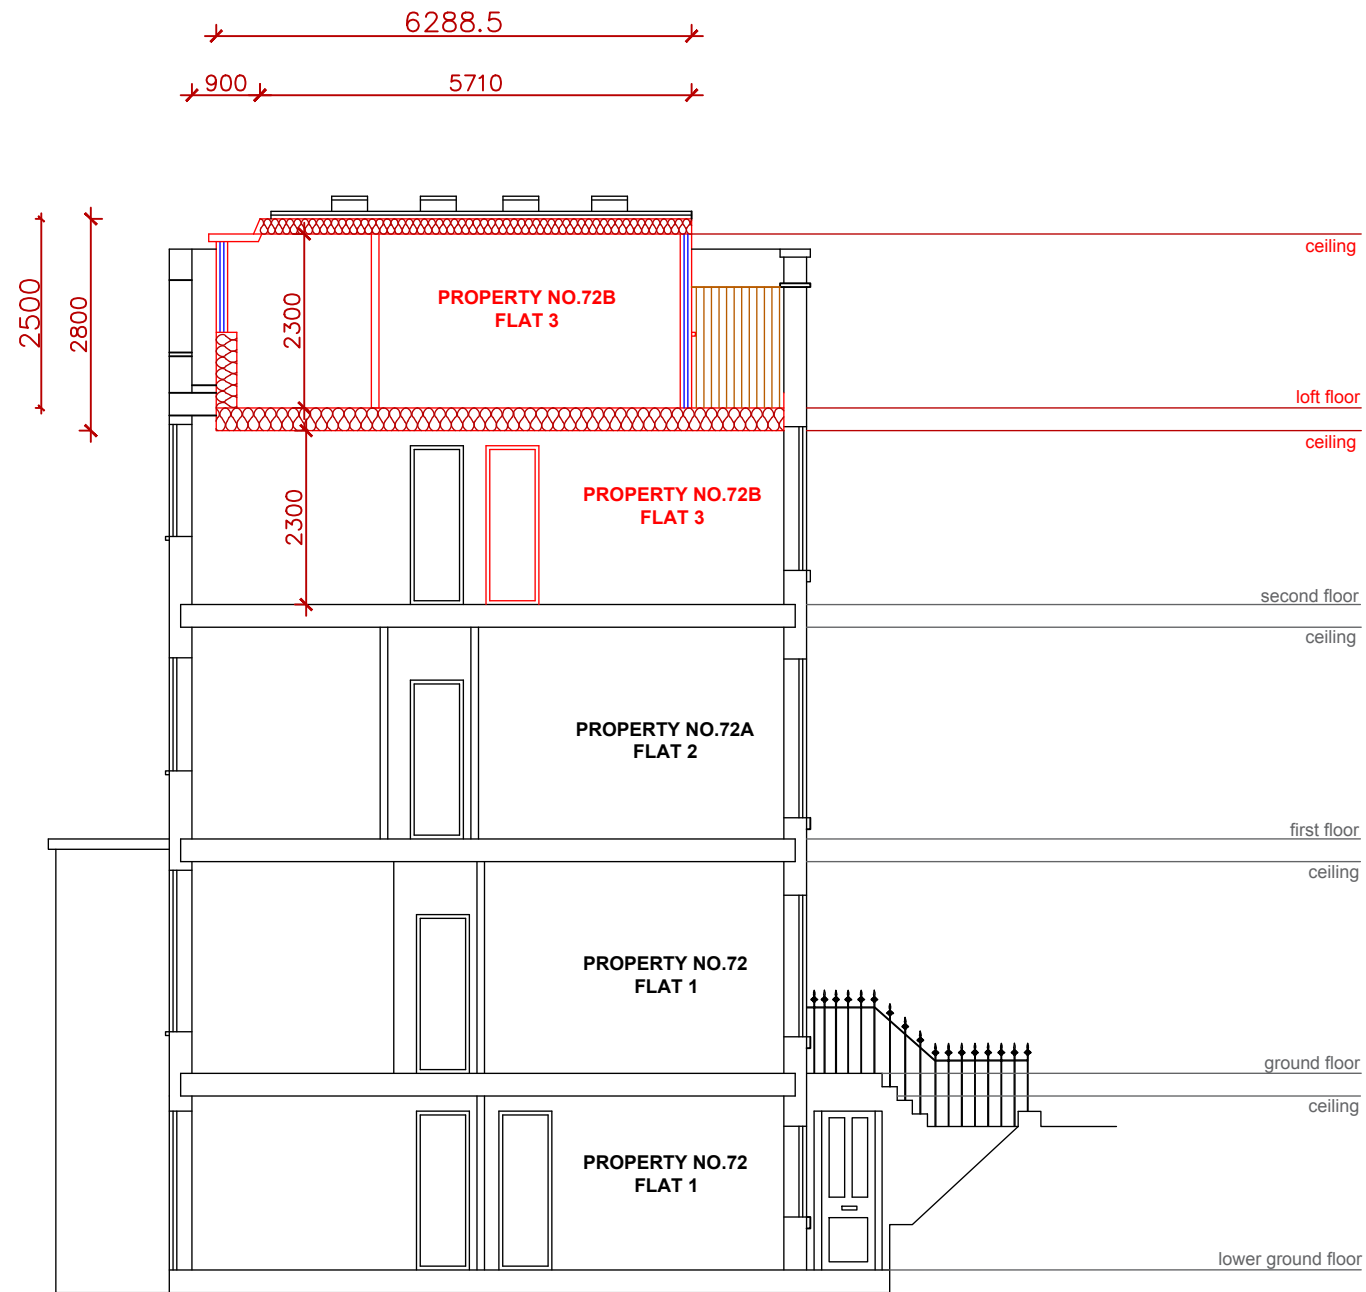 6288.5
900
5710
ceiling
2500
2800
2300
PROPERTY NO.72B
FLAT 3
loft floor
ceiling
2300
PROPERTY NO.72B
FLAT 3
second floor
ceiling
PROPERTY NO.72A
FLAT 2
first floor
ceiling
PROPERTY NO.72
FLAT 1
ground floor
ceiling
PROPERTY NO.72
FLAT 1
lower ground floor